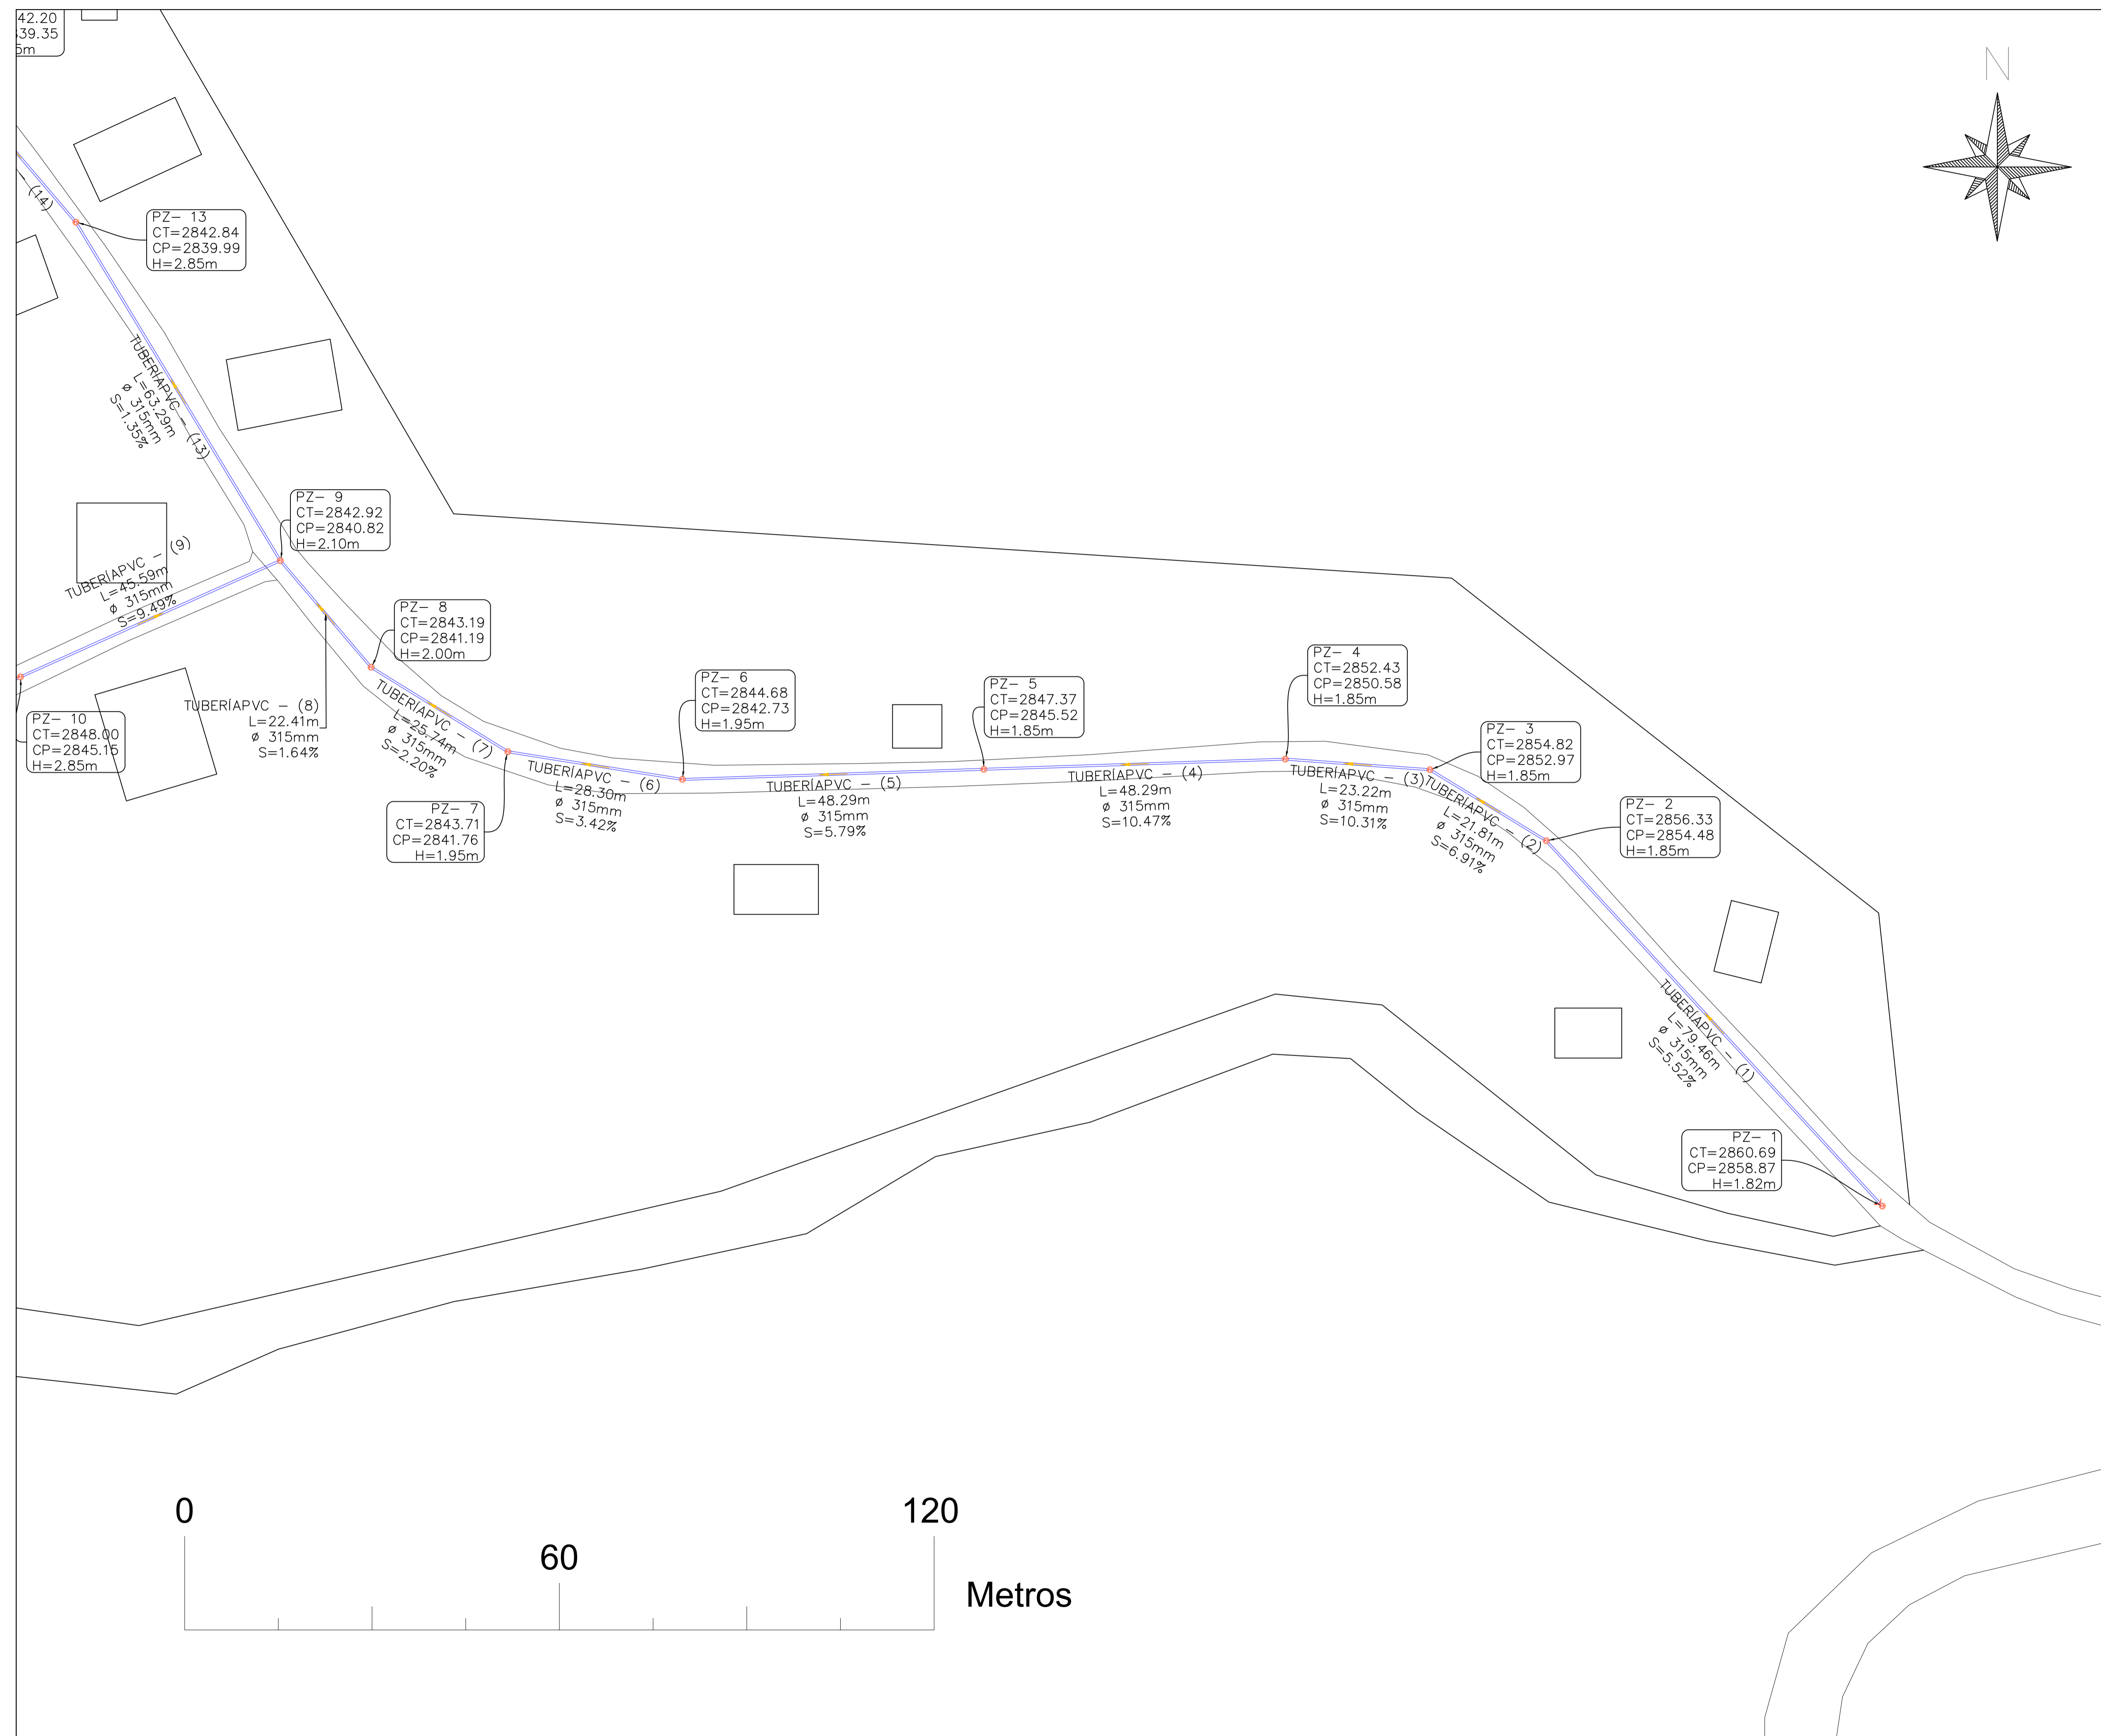 42.20
39.35
5m
N
(14)
PZ- 13
CT=2842.84
CP=2839.99
H=2.85m
TUBERÍAPVC - (13)
L=63.29m
ø 315mm
S=1.35%
PZ- 9
CT=2842.92
CP=2840.82
H=2.10m
TUBERÍAPVC - (9)
L=45.59m
ø 315mm
S=9.49%
PZ- 8
CT=2843.19
CP=2841.19
H=2.00m
PZ- 10
CT=2848.00
CP=2845.15
H=2.85m
TUBERÍAPVC - (8)
L=22.41m
ø 315mm
S=1.64%
TUBERÍAPVC - (7)
L=25.74m
ø 315mm
S=2.20%
PZ- 6
CT=2844.68
CP=2842.73
H=1.95m
PZ- 5
CT=2847.37
CP=2845.52
H=1.85m
PZ- 4
CT=2852.43
CP=2850.58
H=1.85m
PZ- 3
CT=2854.82
CP=2852.97
H=1.85m
PZ- 7
CT=2843.71
CP=2841.76
H=1.95m
TUBERÍAPVC - (6)
L=28.30m
ø 315mm
S=3.42%
TUBERÍAPVC - (5)
L=48.29m
ø 315mm
S=5.79%
TUBERÍAPVC - (4)
L=48.29m
ø 315mm
S=10.47%
TUBERÍAPVC - (3)
L=23.22m
ø 315mm
S=10.31%
TUBERÍAPVC - (2)
L=21.81m
ø 315mm
S=6.91%
PZ- 2
CT=2856.33
CP=2854.48
H=1.85m
TUBERÍAPVC - (1)
L=79.46m
ø 315mm
S=5.52%
PZ- 1
CT=2860.69
CP=2858.87
H=1.82m
0
60
120
Metros